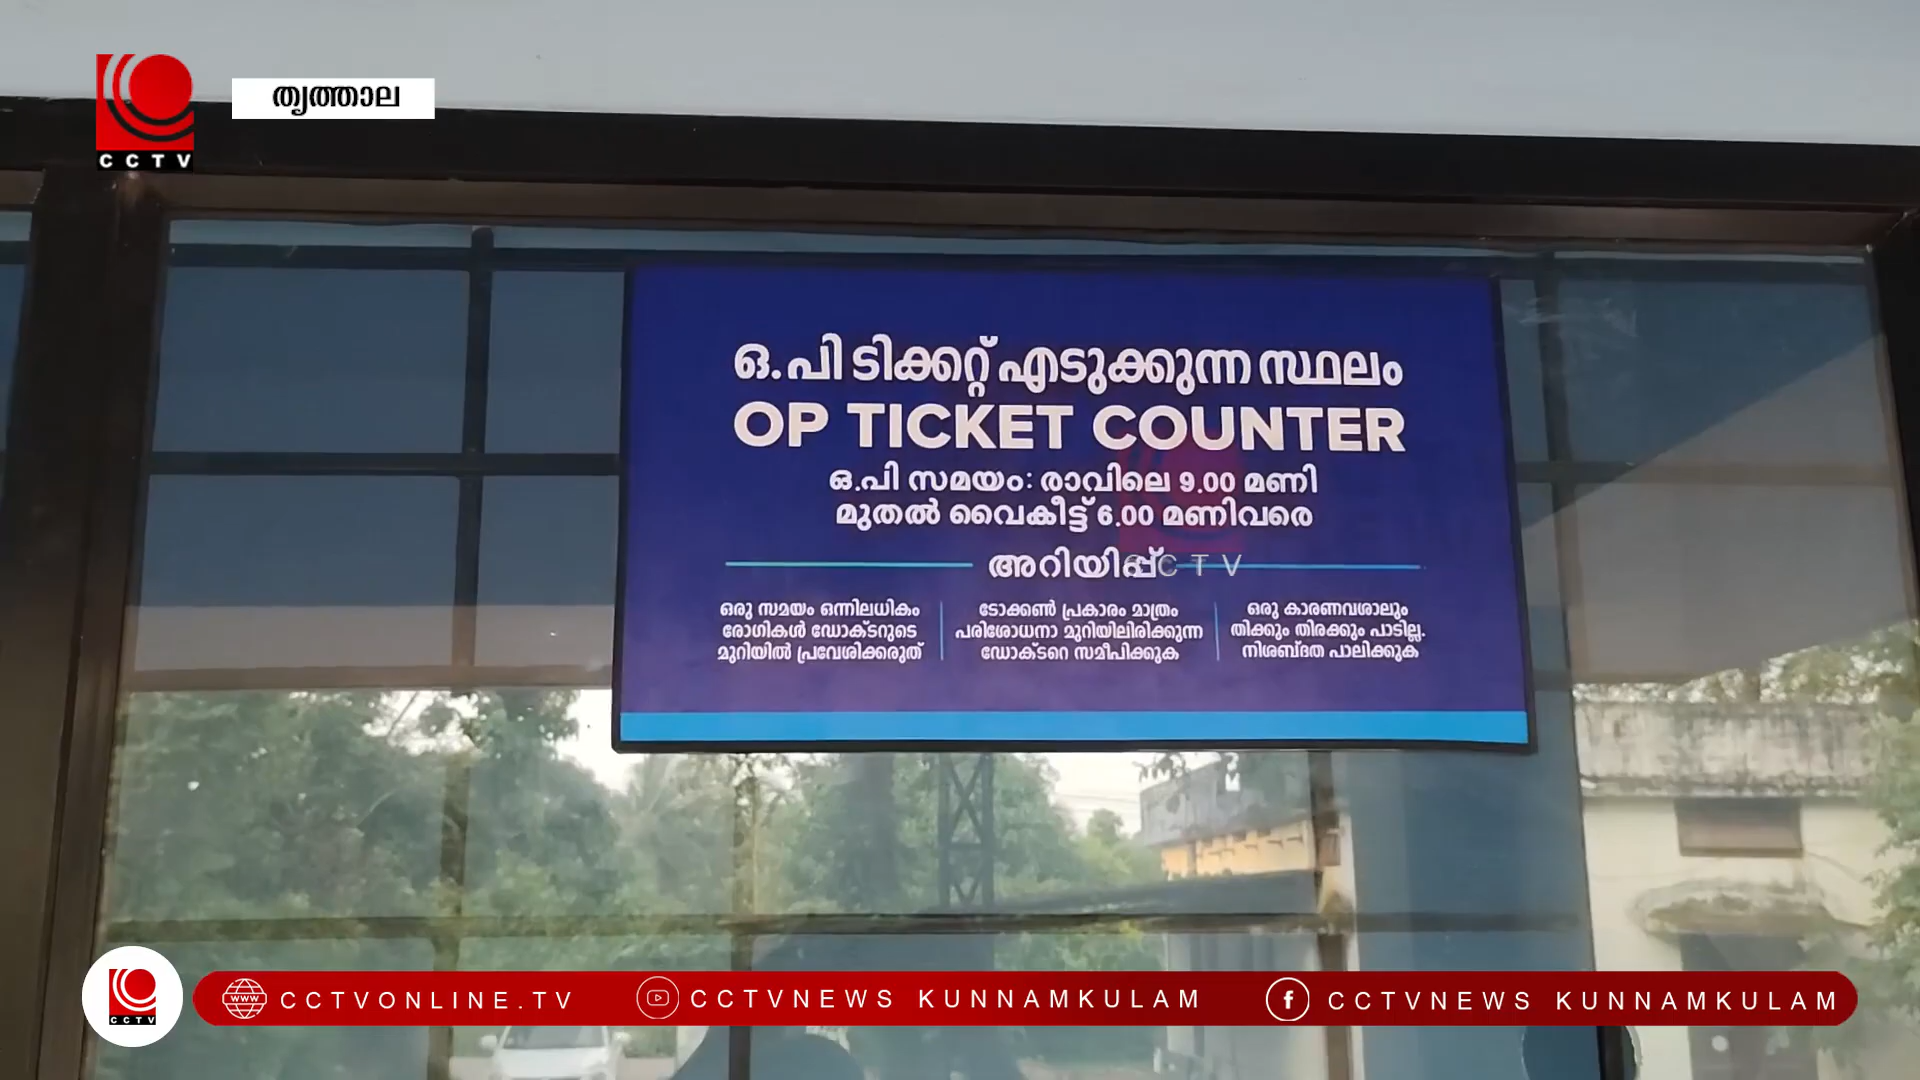 CCTV
തൃത്താല
ഒ.പി ടിക്കറ്റ് എടുക്കുന്ന സ്ഥലം
OP TICKET COUNTER
ഒ.പി സമയം: രാവിലെ 9.00 മണി
മുതൽ വൈകീട്ട് 6.00 മണിവരെ
അറിയിപ്പ്
CCTV
ഒരു സമയം ഒന്നിലധികം
രോഗികൾ ഡോക്ടറുടെ
മുറിയിൽ പ്രവേശിക്കരുത്
ടോക്കൺ പ്രകാരം മാത്രം
പരിശോധനാ മുറിയിലിരിക്കുന്ന
ഡോക്ടറെ സമീപിക്കുക
ഒരു കാരണവശാലും
തിക്കും തിരക്കും പാടില്ല.
നിശബ്ദത പാലിക്കുക
CCTV
WWW
CCTVONLINE.TV
CCTVNEWS KUNNAMKULAM
f
CCTVNEWS KUNNAMKULAM